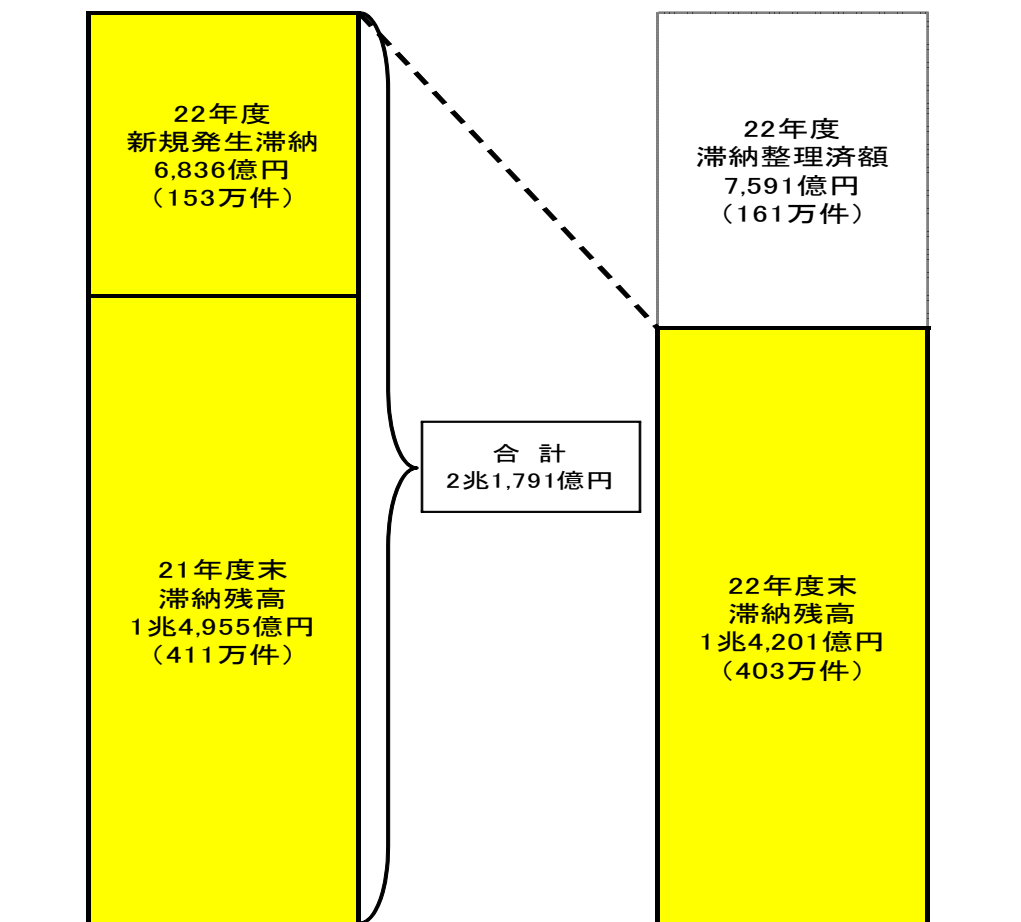 22年度
新規発生滞納
6,836億円
（153万件）
21年度末
滞納残高
1兆4,955億円
（411万件）
合　計
2兆1,791億円
22年度
滞納整理済額
7,591億円
（161万件）
22年度末
滞納残高
1兆4,201億円
（403万件）